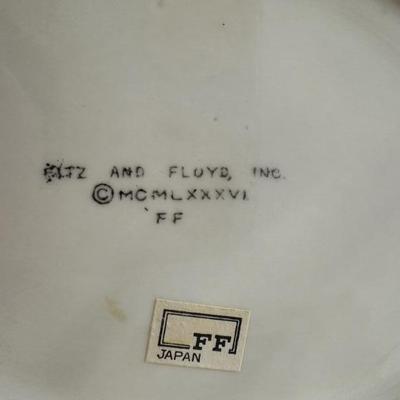 FITZ AND FLOYD, INC.
© MCMLXXXVI
FF
FF
JAPAN